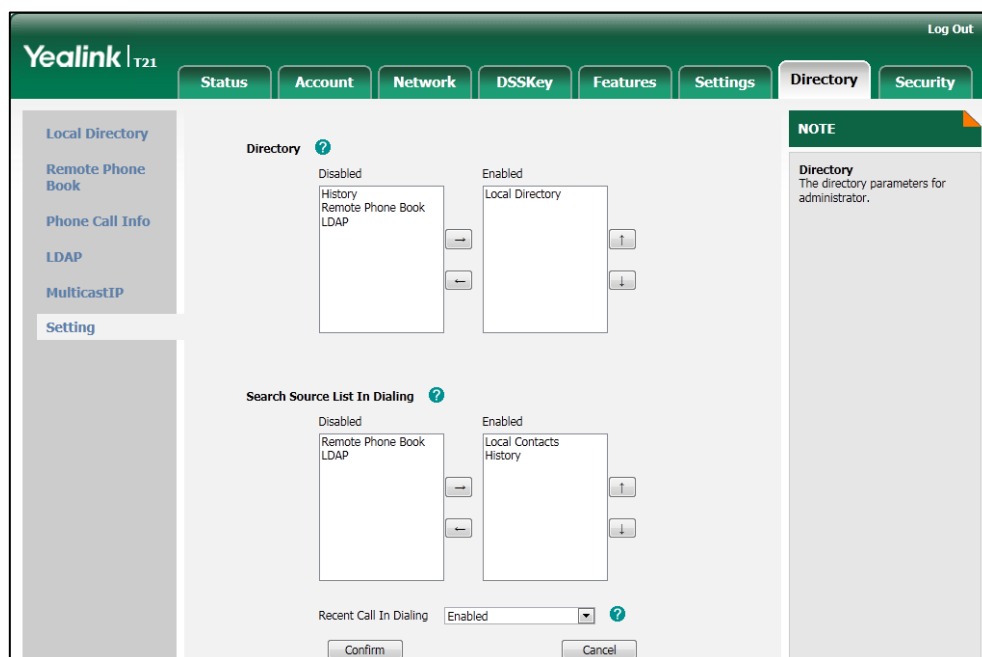 Log Out
Yealink T21
Status Account Network DSSKey Features Settings Directory Security
Local Directory
Remote Phone
Book
Phone Call Info
LDAP
MulticastIP
Setting
Directory ?
Disabled Enabled
History
Remote Phone Book
LDAP
Local Directory
→ ↑
← ↓
Search Source List In Dialing ?
Disabled Enabled
Remote Phone Book
LDAP
Local Contacts
History
→ ↑
← ↓
Recent Call In Dialing Enabled ?
Confirm Cancel
NOTE
Directory
The directory parameters for
administrator.